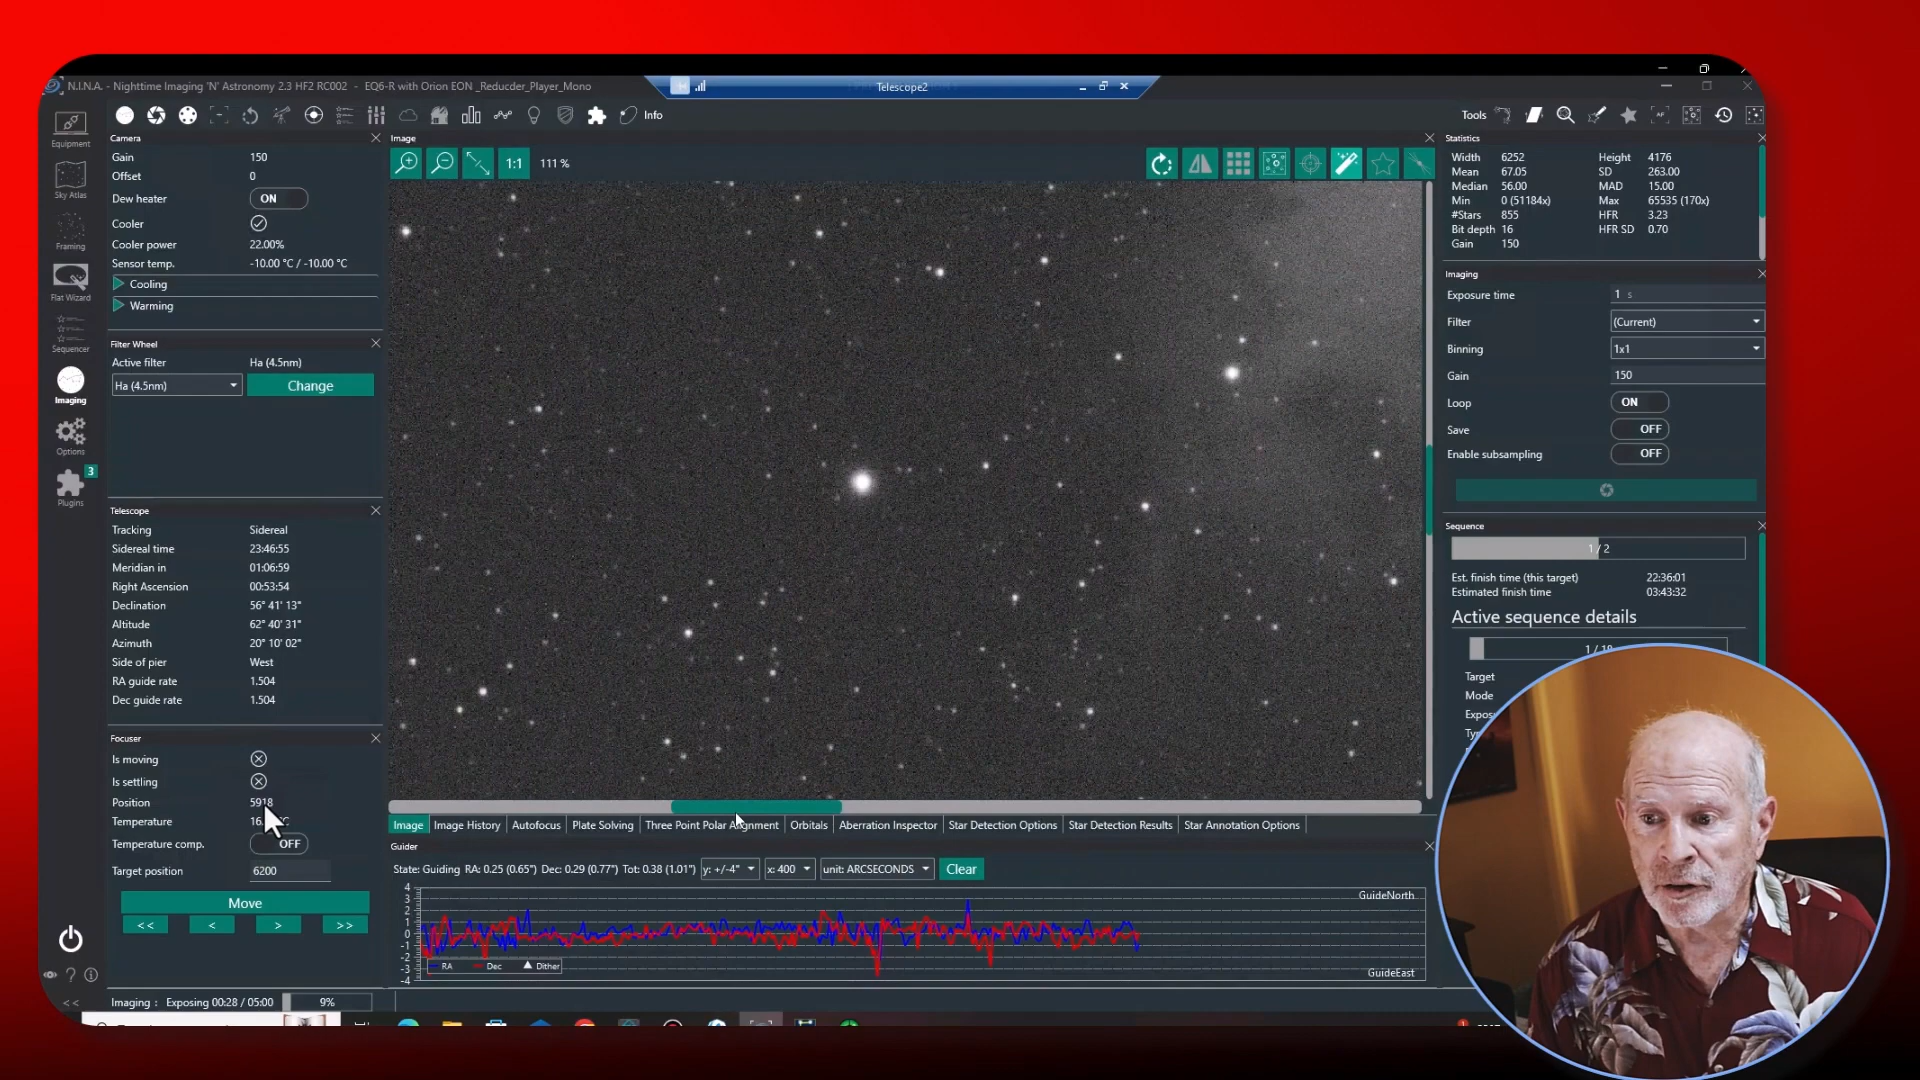 N.I.N.A. - Nighttime Imaging 'N' Astronomy 2.3 HF2 RC002 - EQ6-R with Orion EON _Reducder_Player_Mono
Telescope2
Info
Tools
Equipment
Sky Atlas
Framing
Flat Wizard
Sequencer
Imaging
Options
3
Plugins
Camera
Gain 150
Offset 0
Dew heater ON
Cooler
Cooler power 22.00%
Sensor temp. -10.00 °C / -10.00 °C
Cooling
Warming
Filter Wheel
Active filter Ha (4.5nm)
Ha (4.5nm) Change
Telescope
Tracking Sidereal
Sidereal time 23:46:55
Meridian in 01:06:59
Right Ascension 00:53:54
Declination 56° 41' 13"
Altitude 62° 40' 31"
Azimuth 20° 10' 02"
Side of pier West
RA guide rate 1.504
Dec guide rate 1.504
Focuser
Is moving
Is settling
Position 5918
Temperature
Temperature comp. OFF
Target position 6200
Move
<< < > >>
Imaging : Exposing 00:28 / 05:00 9%
Image
1:1 111 %
Image Image History Autofocus Plate Solving Three Point Polar Alignment Orbitals Aberration Inspector Star Detection Options Star Detection Results Star Annotation Options
Guider
State: Guiding RA: 0.25 (0.65") Dec: 0.29 (0.77") Tot: 0.38 (1.01") y: +/-4" x: 400 unit: ARCSECONDS Clear
4
3
2
1
0
-1
-2
-3
-4
GuideNorth
GuideEast
RA Dec Dither
Statistics
Width 6252 Height 4176
Mean 67.05 SD 263.00
Median 56.00 MAD 15.00
Min 0 (51184x) Max 65535 (170x)
#Stars 855 HFR 3.23
Bit depth 16 HFR SD 0.70
Gain 150
Imaging
Exposure time 1 s
Filter (Current)
Binning 1x1
Gain 150
Loop ON
Save OFF
Enable subsampling OFF
Sequence
1 / 2
Est. finish time (this target) 22:36:01
Estimated finish time 03:43:32
Active sequence details
Target
Mode